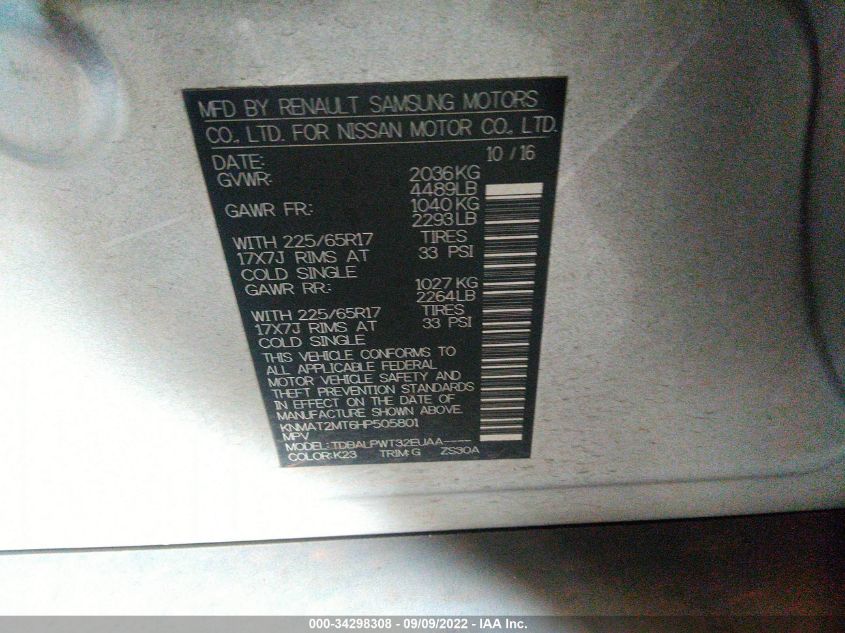 MFD BY RENAULT SAMSUNG MOTORS
CO., LTD. FOR NISSAN MOTOR CO., LTD.
DATE: 10 / 16
GVWR: 2036KG
4489LB
GAWR FR: 1040KG
2293LB
WITH 225/65R17 TIRES
17X7J RIMS AT 33 PSI
COLD SINGLE
GAWR RR: 1027KG
2264LB
WITH 225/65R17 TIRES
17X7J RIMS AT 33 PSI
COLD SINGLE
THIS VEHICLE CONFORMS TO
ALL APPLICABLE FEDERAL
MOTOR VEHICLE SAFETY AND
THEFT PREVENTION STANDARDS
IN EFFECT ON THE DATE OF
MANUFACTURE SHOWN ABOVE.
KNMAT2MT6HP505801
MPV
MODEL: TDBALPWT32EUAA----
COLOR:K23 TRIM:G ZS30A
000-34298308 - 09/09/2022 - IAA Inc.